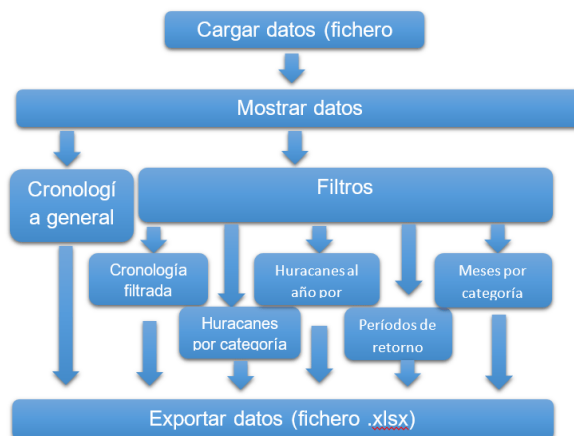 Cargar datos (fichero
Mostrar datos
Cronologí
a general
Filtros
Cronología
filtrada
Huracanes al
año por
Meses por
categoría
Huracanes
por categoría
Períodos de
retorno
Exportar datos (fichero .xlsx)